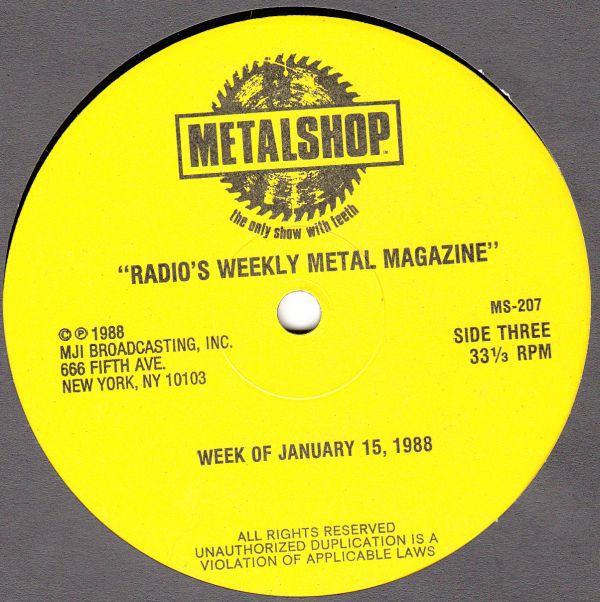 METALSHOP™
the only show with teeth
"RADIO'S WEEKLY METAL MAGAZINE"
© ℗ 1988
MJI BROADCASTING, INC.
666 FIFTH AVE.
NEW YORK, NY 10103
MS-207
SIDE THREE
33⅓ RPM
WEEK OF JANUARY 15, 1988
ALL RIGHTS RESERVED
UNAUTHORIZED DUPLICATION IS A
VIOLATION OF APPLICABLE LAWS